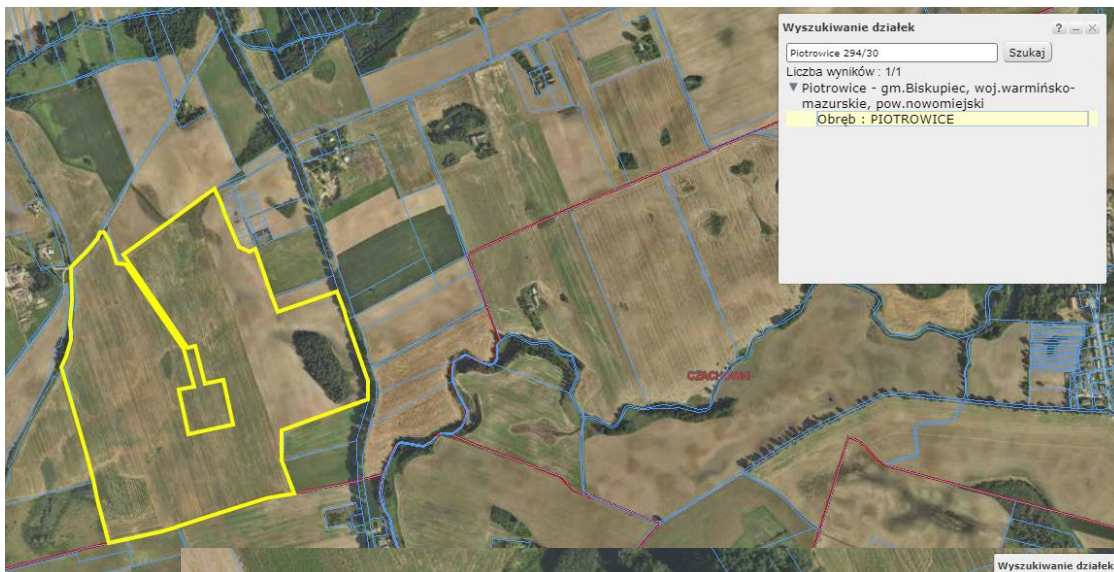 Wyszukiwanie działek
Piotrowice 294/30
Szukaj
Liczba wyników : 1/1
Piotrowice - gm.Biskupiec, woj.warmińsko-
mazurskie, pow.nowomiejski
Obręb : PIOTROWICE
CZACHÓWKI
Wyszukiwanie działek